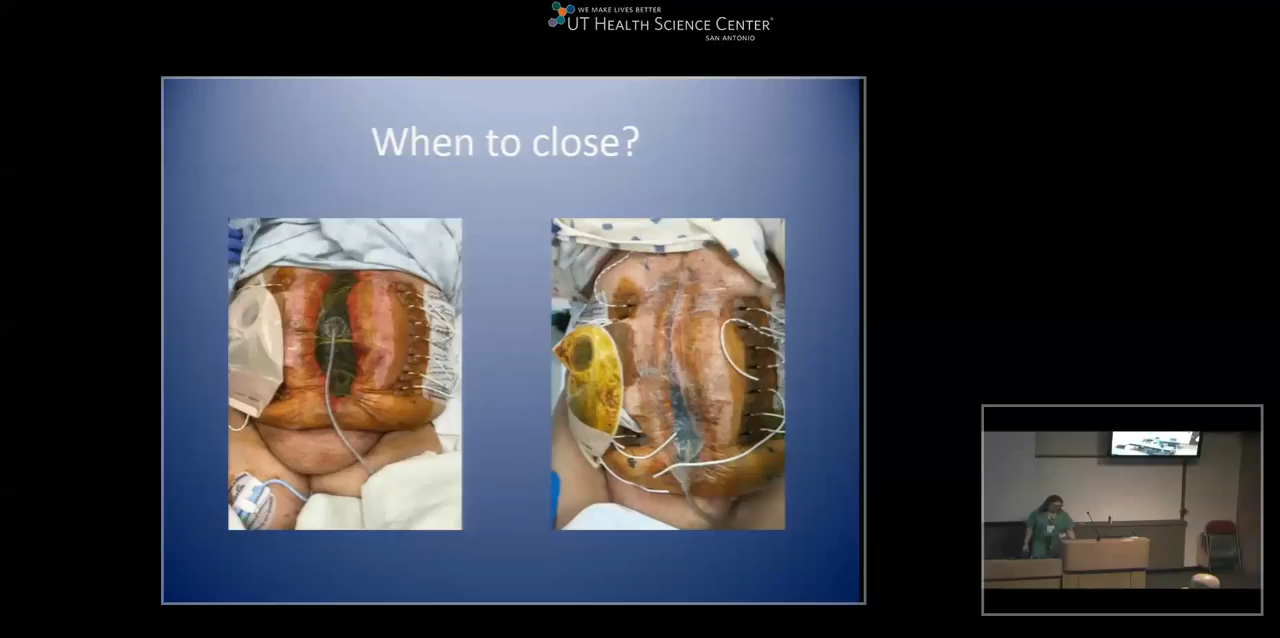 WE MAKE LIVES BETTER
UT HEALTH SCIENCE CENTER®
SAN ANTONIO
When to close?